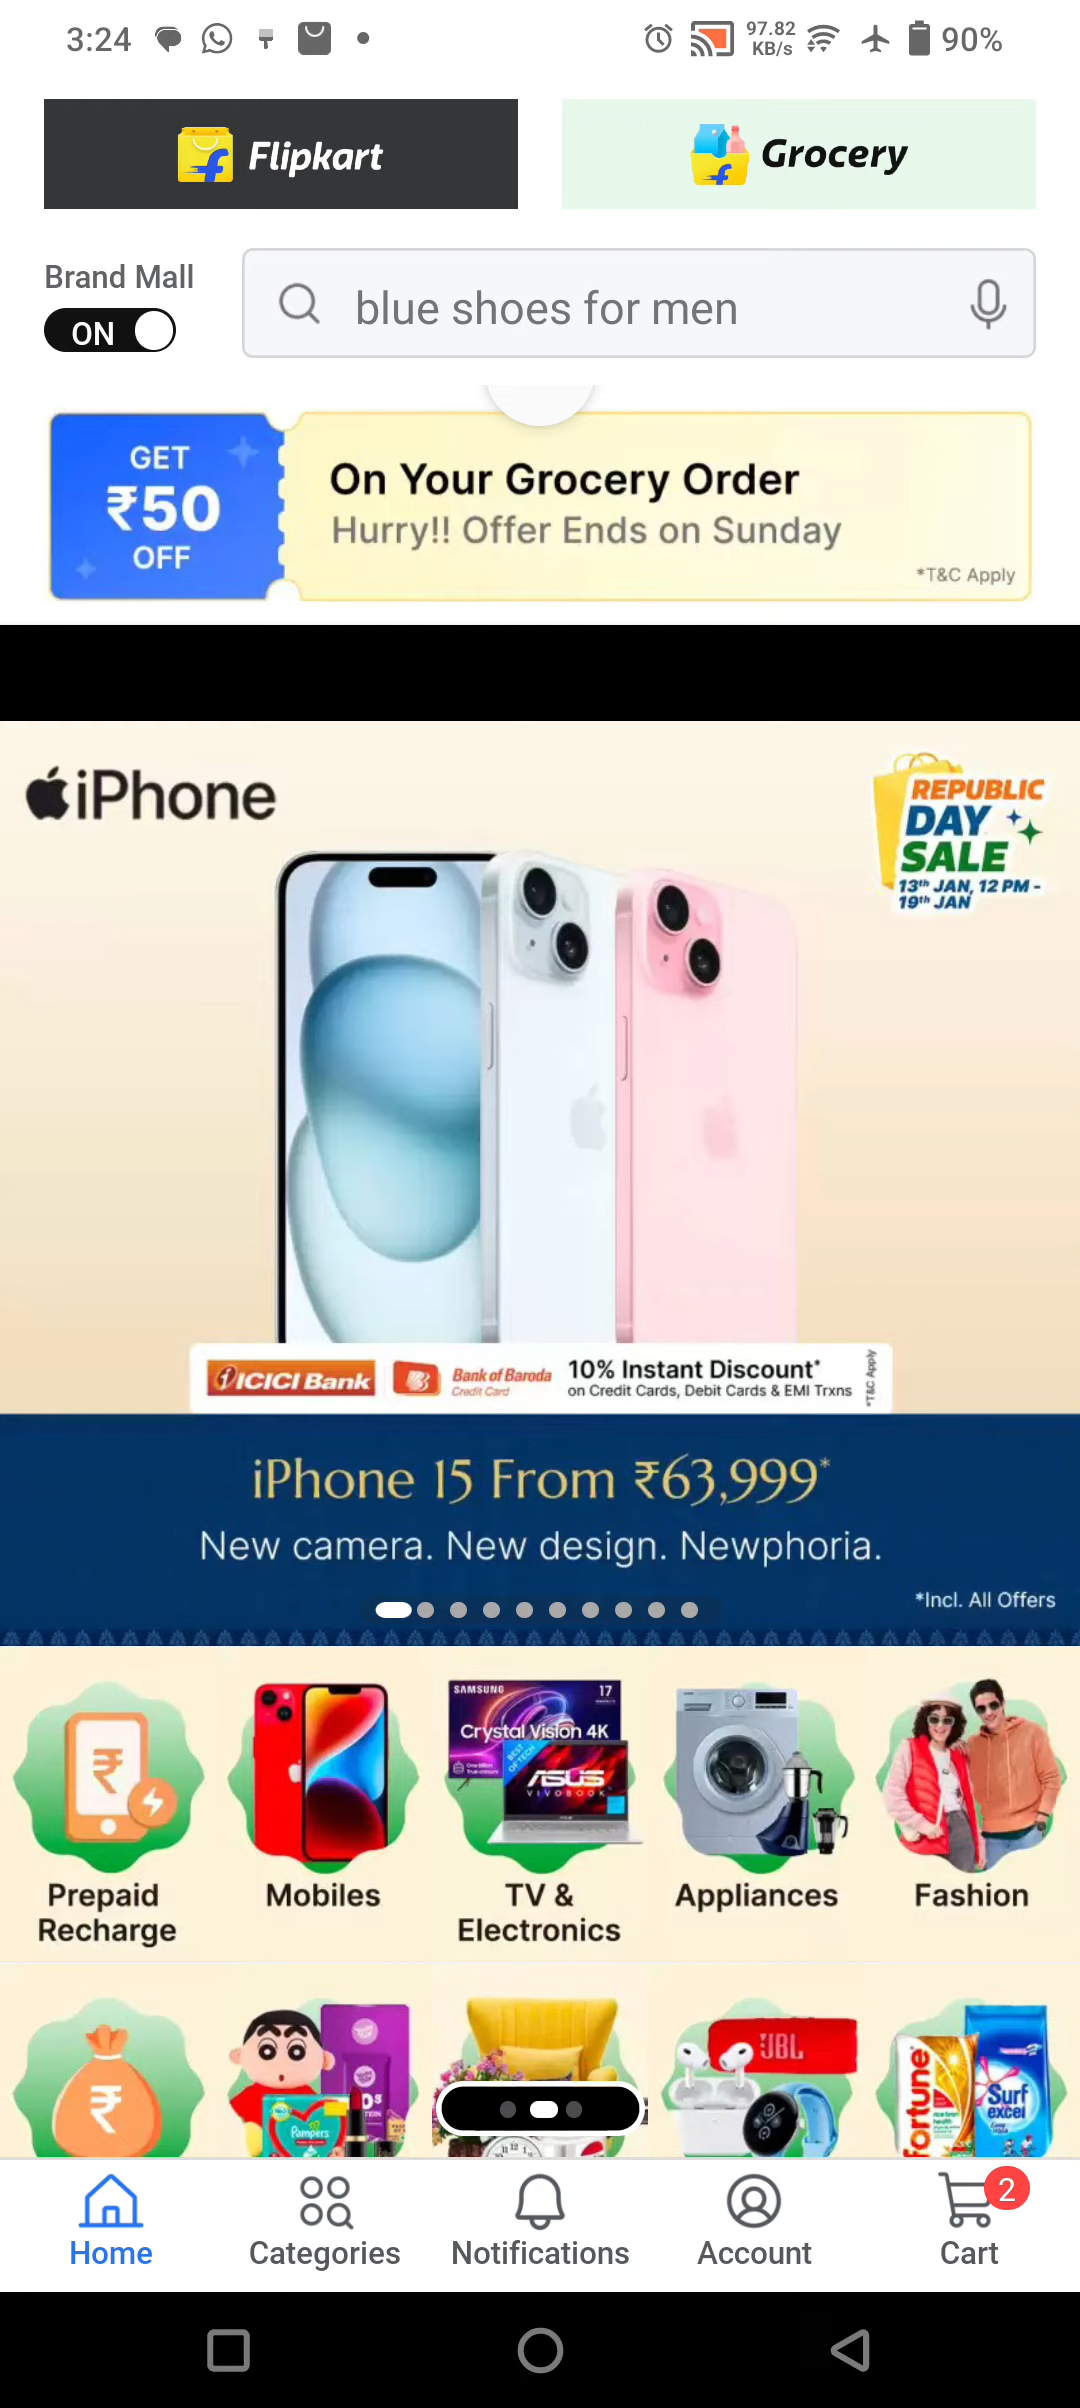 3:24
97.82
KB/s
90%
Flipkart
Grocery
Brand Mall
ON
blue shoes for men
GET
₹50
OFF
On Your Grocery Order
Hurry!! Offer Ends on Sunday
*T&C Apply
iPhone
REPUBLIC
DAY
SALE
13th JAN, 12 PM -
19th JAN
ICICI Bank
Bank of Baroda
Credit Card
10% Instant Discount*
on Credit Cards, Debit Cards & EMI Trxns
*T&C Apply
iPhone 15 From ₹63,999*
New camera. New design. Newphoria.
*Incl. All Offers
SAMSUNG
17
Crystal Vision 4K
BEST OF TECH
ASUS
VIVOBOOK
Prepaid
Recharge
Mobiles
TV &
Electronics
Appliances
Fashion
Pampers
JBL
fortune
Surf
excel
2
Home
Categories
Notifications
Account
Cart